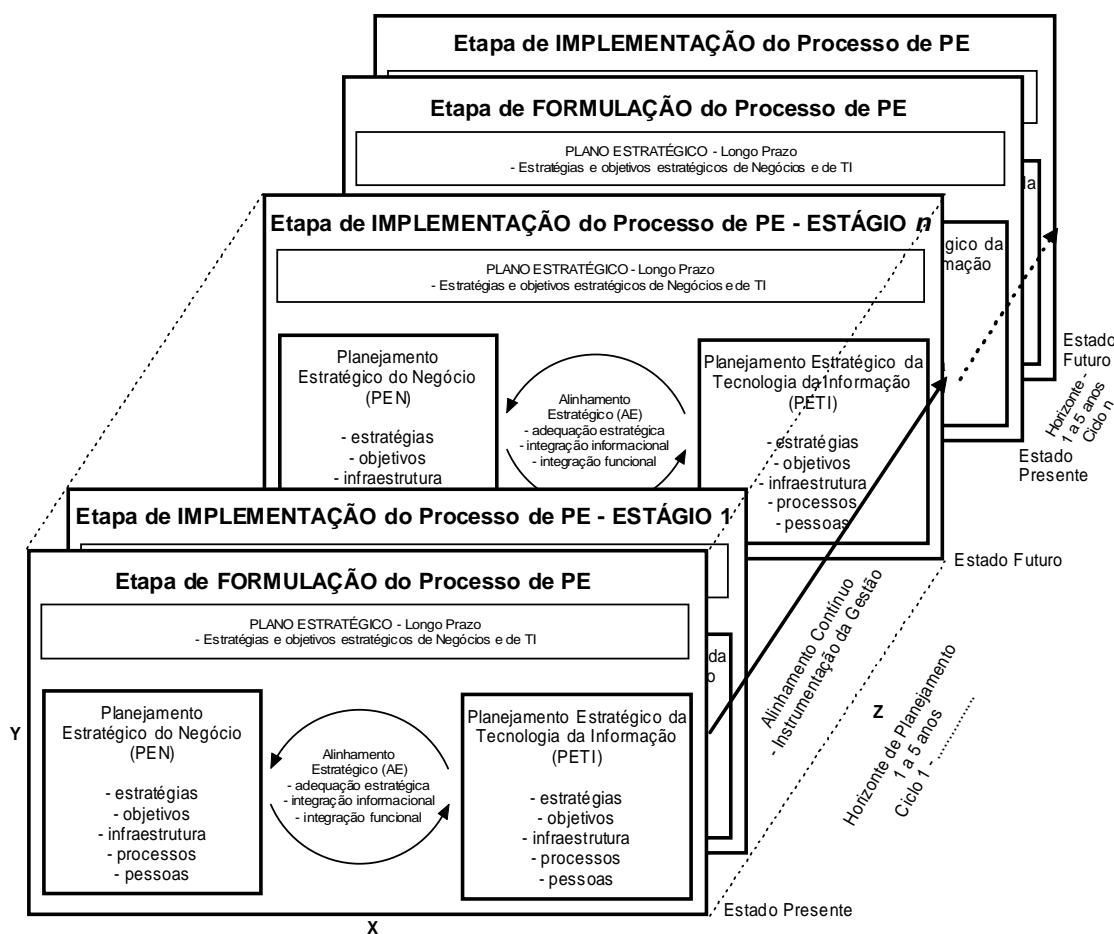 Etapa de IMPLEMENTAÇÃO do Processo de PE
Etapa de FORMULAÇÃO do Processo de PE
PLANO ESTRATÉGICO - Longo Prazo
- Estratégias e objetivos estratégicos de Negócios e de TI
da
Etapa de IMPLEMENTAÇÃO do Processo de PE - ESTÁGIO n
PLANO ESTRATÉGICO - Longo Prazo
- Estratégias e objetivos estratégicos de Negócios e de TI
gico da
mação
Planejamento
Estratégico do Negócio
(PEN)
- estratégias
- objetivos
- infraestrutura
Alinhamento
Estratégico (AE)
- adequação estratégica
- integração informacional
- integração funcional
Planejamento Estratégico da
Tecnologia da Informação
(PETI)
- estratégias
- objetivos
- infraestrutura
- processos
- pessoas
Estado
Futuro
Horizonte -
1 a 5 anos
Ciclo n
Estado
Presente
Etapa de IMPLEMENTAÇÃO do Processo de PE - ESTÁGIO 1
Estado Futuro
Etapa de FORMULAÇÃO do Processo de PE
PLANO ESTRATÉGICO - Longo Prazo
- Estratégias e objetivos estratégicos de Negócios e de TI
da
o
Planejamento
Estratégico do Negócio
(PEN)
- estratégias
- objetivos
- infraestrutura
- processos
- pessoas
Alinhamento
Estratégico (AE)
- adequação estratégica
- integração informacional
- integração funcional
Planejamento Estratégico da
Tecnologia da Informação
(PETI)
- estratégias
- objetivos
- infraestrutura
- processos
- pessoas
Alinhamento Contínuo
- Instrumentação da Gestão
Z
Horizonte de Planejamento
1 a 5 anos
Ciclo 1 - ..............
Y
X
Estado Presente